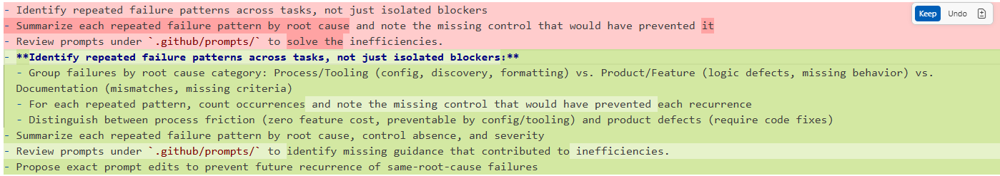 - Identify repeated failure patterns across tasks, not just isolated blockers
Keep Undo
- Summarize each repeated failure pattern by root cause and note the missing control that would have prevented it
- Review prompts under `.github/prompts/` to solve the inefficiencies.
- **Identify repeated failure patterns across tasks, not just isolated blockers:**
- Group failures by root cause category: Process/Tooling (config, discovery, formatting) vs. Product/Feature (logic defects, missing behavior) vs.
Documentation (mismatches, missing criteria)
- For each repeated pattern, count occurrences and note the missing control that would have prevented each recurrence
- Distinguish between process friction (zero feature cost, preventable by config/tooling) and product defects (require code fixes)
- Summarize each repeated failure pattern by root cause, control absence, and severity
- Review prompts under `.github/prompts/` to identify missing guidance that contributed to inefficiencies.
- Propose exact prompt edits to prevent future recurrence of same-root-cause failures